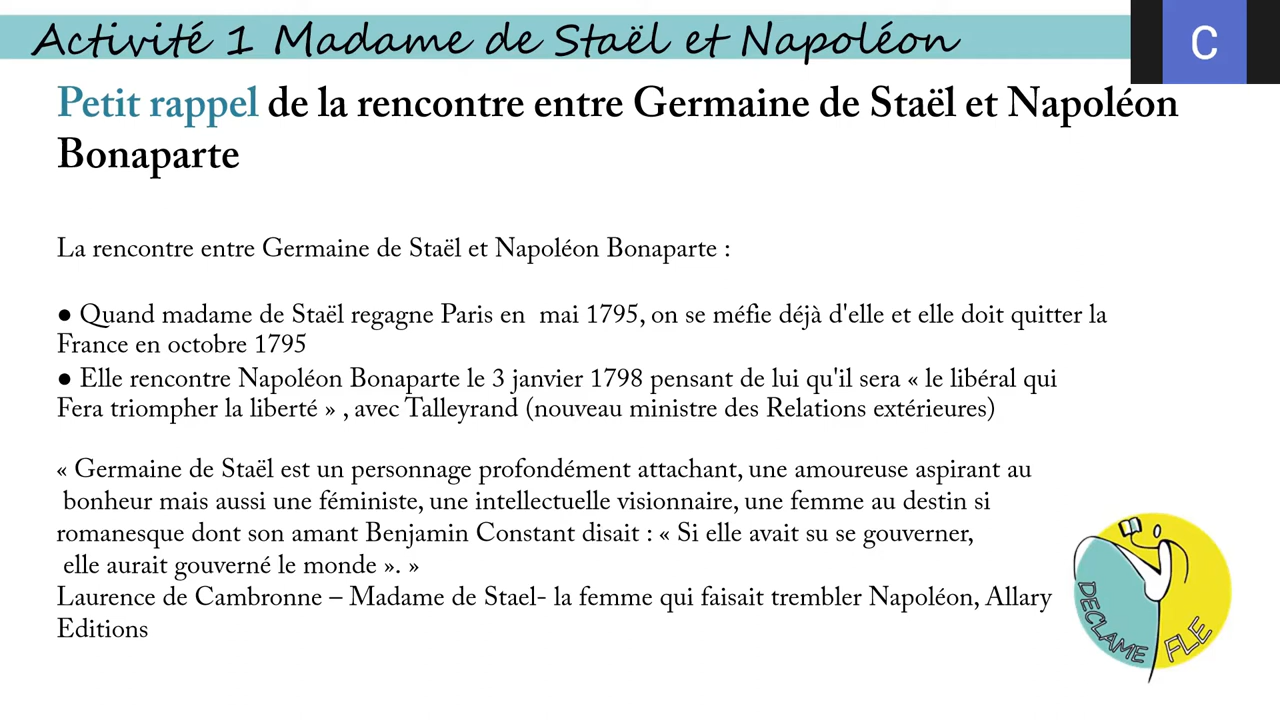 Activité 1 Madame de Staël et Napoléon
C
Petit rappel de la rencontre entre Germaine de Staël et Napoléon
Bonaparte
La rencontre entre Germaine de Staël et Napoléon Bonaparte :
● Quand madame de Staël regagne Paris en mai 1795, on se méfie déjà d'elle et elle doit quitter la
France en octobre 1795
● Elle rencontre Napoléon Bonaparte le 3 janvier 1798 pensant de lui qu'il sera « le libéral qui
Fera triompher la liberté » , avec Talleyrand (nouveau ministre des Relations extérieures)
« Germaine de Staël est un personnage profondément attachant, une amoureuse aspirant au
bonheur mais aussi une féministe, une intellectuelle visionnaire, une femme au destin si
romanesque dont son amant Benjamin Constant disait : « Si elle avait su se gouverner,
elle aurait gouverné le monde ». »
Laurence de Cambronne – Madame de Stael- la femme qui faisait trembler Napoléon, Allary
Editions
DECLAME FLE